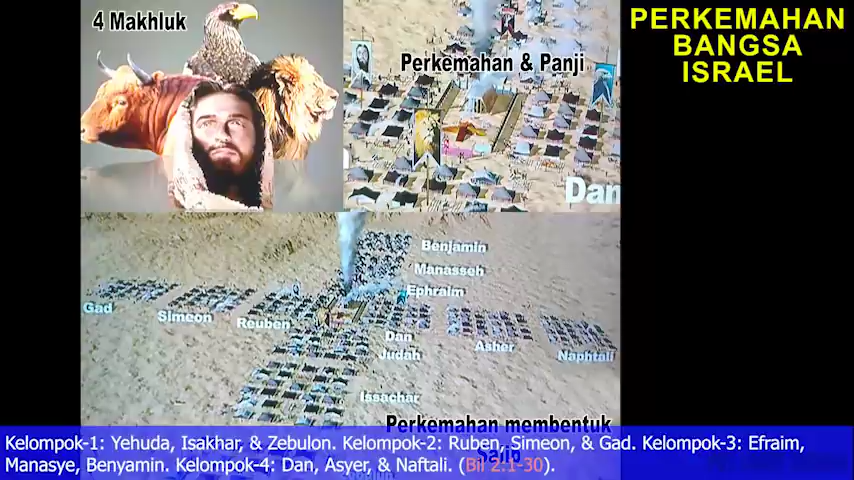 4 Makhluk
Perkemahan & Panji
PERKEMAHAN
BANGSA
ISRAEL
Dan
Benjamin
Manasseh
Ephraim
Gad
Simeon
Reuben
Dan
Judah
Asher
Naphtali
Issachar
Perkemahan membentuk
Salib
Kelompok-1: Yehuda, Isakhar, & Zebulon. Kelompok-2: Ruben, Simeon, & Gad. Kelompok-3: Efraim,
Manasye, Benyamin. Kelompok-4: Dan, Asyer, & Naftali. (Bil 2:1-30).